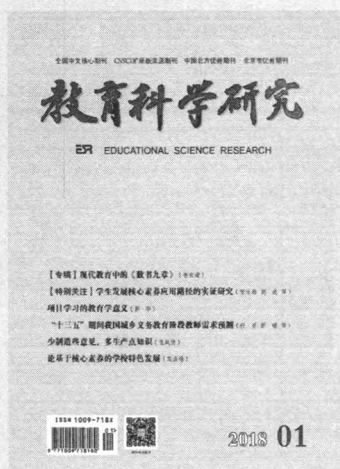 全国中文核心期刊 CSSCI扩展版来源期刊 中国北方优秀期刊 北京市优秀期刊
教育科学研究
ESR EDUCATIONAL SCIENCE RESEARCH
【专辑】现代教育中的《数书九章》
【特别关注】学生发展核心素养应用路径的实证研究
项目学习的教育学意义
“十三五”期间我国城乡义务教育阶段教师需求预测
少制造些意见,多生产点知识
论基于核心素养的学校特色发展
ISSN 1009-718X
01
9 771009 718160
2018 01